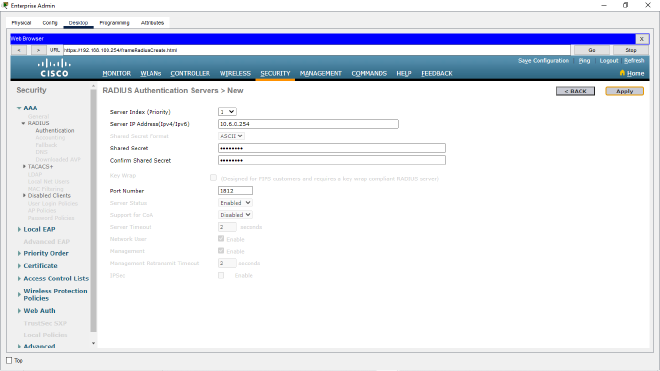 Enterprise Admin
Physical Config Desktop Programming Attributes
Web Browser X
< > URL https://192.168.100.254/frameRadiusCreate.html Go Stop
Save Configuration Ping Logout Refresh
CISCO MONITOR WLANs CONTROLLER WIRELESS SECURITY MANAGEMENT COMMANDS HELP FEEDBACK Home
Security
RADIUS Authentication Servers > New < BACK Apply
AAA
General
RADIUS
Authentication
Accounting
Fallback
DNS
Downloaded AVP
TACACS+
LDAP
Local Net Users
MAC Filtering
Disabled Clients
User Login Policies
AP Policies
Password Policies
Local EAP
Advanced EAP
Priority Order
Certificate
Access Control Lists
Wireless Protection
Policies
Web Auth
TrustSec SXP
Local Policies
Advanced
Server Index (Priority) 1
Server IP Address(Ipv4/Ipv6) 10.6.0.254
Shared Secret Format ASCII
Shared Secret ••••••••
Confirm Shared Secret ••••••••
Key Wrap (Designed for FIPS customers and requires a key wrap compliant RADIUS server)
Port Number 1812
Server Status Enabled
Support for CoA Disabled
Server Timeout 2 seconds
Network User Enable
Management Enable
Management Retransmit Timeout 2 seconds
IPSec Enable
Top